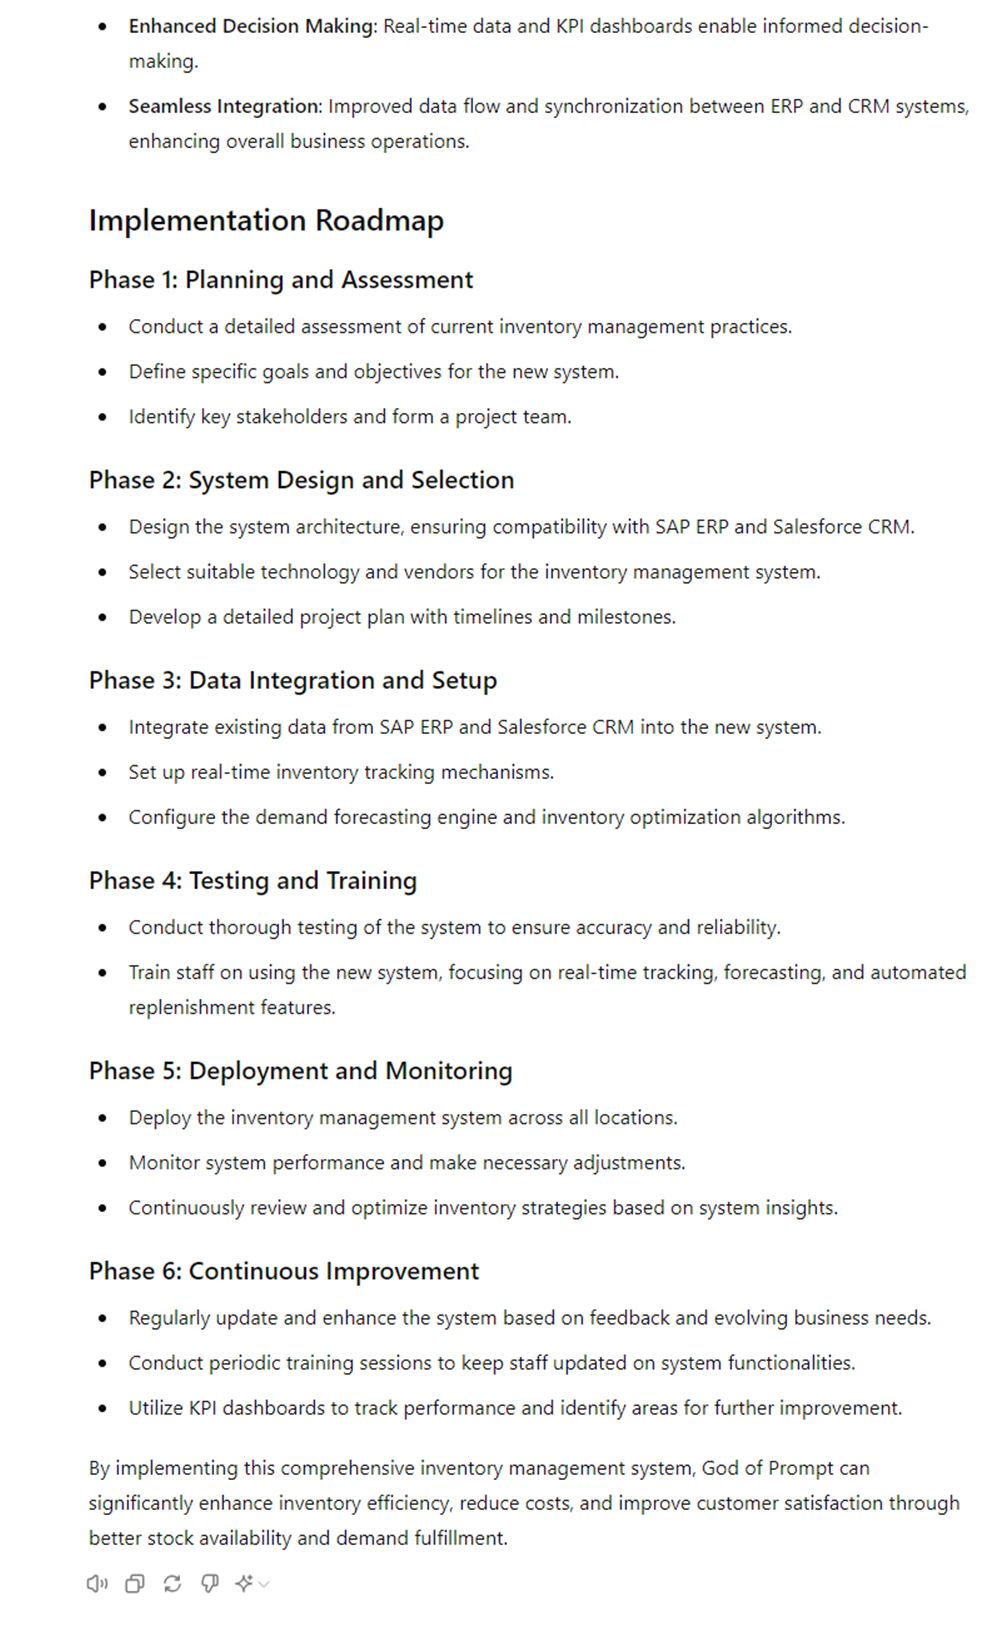 Enhanced Decision Making: Real-time data and KPI dashboards enable informed decision-
making.
Seamless Integration: Improved data flow and synchronization between ERP and CRM systems,
enhancing overall business operations.
Implementation Roadmap
Phase 1: Planning and Assessment
Conduct a detailed assessment of current inventory management practices.
Define specific goals and objectives for the new system.
Identify key stakeholders and form a project team.
Phase 2: System Design and Selection
Design the system architecture, ensuring compatibility with SAP ERP and Salesforce CRM.
Select suitable technology and vendors for the inventory management system.
Develop a detailed project plan with timelines and milestones.
Phase 3: Data Integration and Setup
Integrate existing data from SAP ERP and Salesforce CRM into the new system.
Set up real-time inventory tracking mechanisms.
Configure the demand forecasting engine and inventory optimization algorithms.
Phase 4: Testing and Training
Conduct thorough testing of the system to ensure accuracy and reliability.
Train staff on using the new system, focusing on real-time tracking, forecasting, and automated
replenishment features.
Phase 5: Deployment and Monitoring
Deploy the inventory management system across all locations.
Monitor system performance and make necessary adjustments.
Continuously review and optimize inventory strategies based on system insights.
Phase 6: Continuous Improvement
Regularly update and enhance the system based on feedback and evolving business needs.
Conduct periodic training sessions to keep staff updated on system functionalities.
Utilize KPI dashboards to track performance and identify areas for further improvement.
By implementing this comprehensive inventory management system, God of Prompt can
significantly enhance inventory efficiency, reduce costs, and improve customer satisfaction through
better stock availability and demand fulfillment.